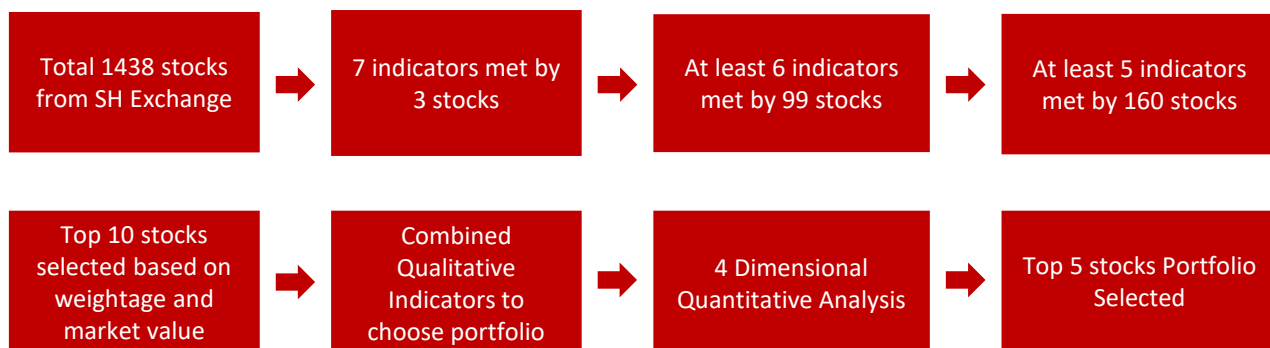 Total 1438 stocks
from SH Exchange
7 indicators met by
3 stocks
At least 6 indicators
met by 99 stocks
At least 5 indicators
met by 160 stocks
Top 10 stocks
selected based on
weightage and
market value
Combined
Qualitative
Indicators to
choose portfolio
4 Dimensional
Quantitative Analysis
Top 5 stocks Portfolio
Selected